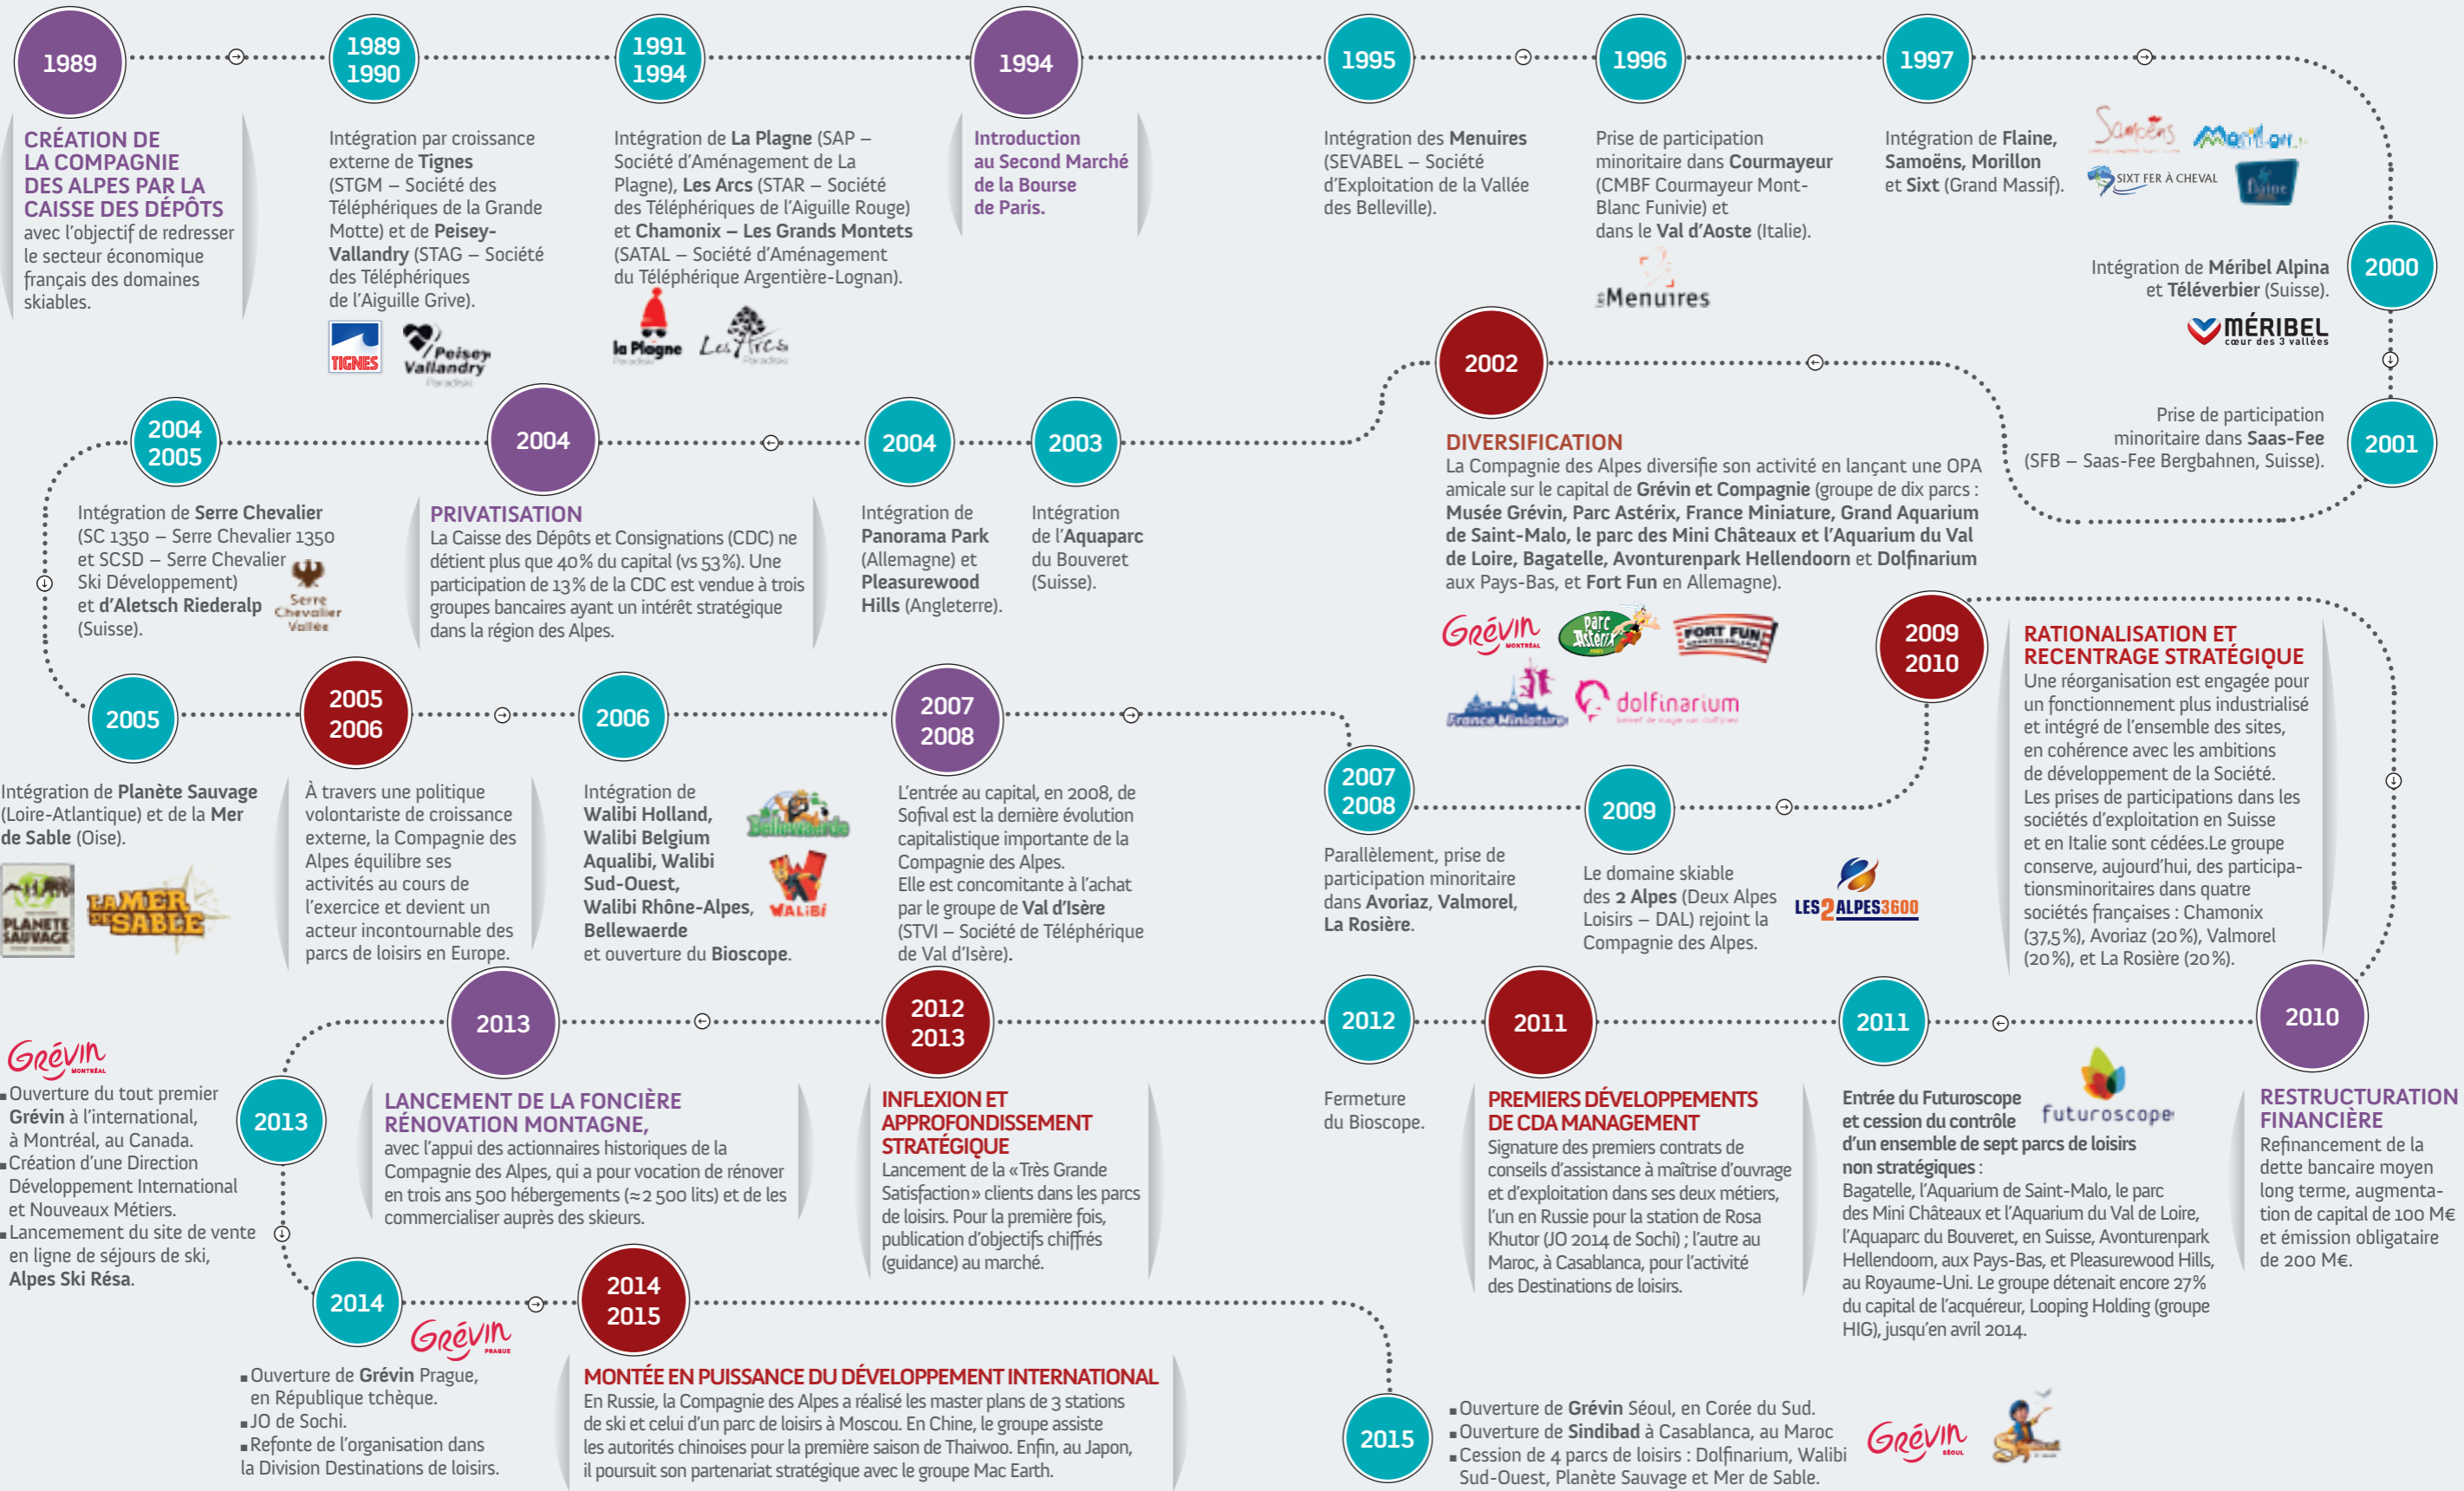 1989
CRÉATION DE
LA COMPAGNIE
DES ALPES PAR LA
CAISSE DES DÉPÔTS
avec l'objectif de redresser
le secteur économique
français des domaines
skiables.
1989
1990
Intégration par croissance
externe de Tignes
(STGM – Société des
Téléphériques de la Grande
Motte) et de Peisey-
Vallandry (STAG – Société
des Téléphériques
de l'Aiguille Grive).
TIGNES
Peisey
Vallandry
Paradiski
1991
1994
Intégration de La Plagne (SAP –
Société d'Aménagement de La
Plagne), Les Arcs (STAR – Société
des Téléphériques de l'Aiguille Rouge)
et Chamonix – Les Grands Montets
(SATAL – Société d'Aménagement
du Téléphérique Argentière-Lognan).
la Plagne
Paradiski
Les Arcs
Paradiski
1994
Introduction
au Second Marché
de la Bourse
de Paris.
1995
Intégration des Menuires
(SEVABEL – Société
d'Exploitation de la Vallée
des Belleville).
1996
Prise de participation
minoritaire dans Courmayeur
(CMBF Courmayeur Mont-
Blanc Funivie) et
dans le Val d'Aoste (Italie).
Les Menuires
1997
Intégration de Flaine,
Samoëns, Morillon
et Sixt (Grand Massif).
Samoëns
Morillon
SIXT FER À CHEVAL
flaine
2000
Intégration de Méribel Alpina
et Téléverbier (Suisse).
MÉRIBEL
cœur des 3 vallées
2001
Prise de participation
minoritaire dans Saas-Fee
(SFB – Saas-Fee Bergbahnen, Suisse).
2002
DIVERSIFICATION
La Compagnie des Alpes diversifie son activité en lançant une OPA
amicale sur le capital de Grévin et Compagnie (groupe de dix parcs :
Musée Grévin, Parc Astérix, France Miniature, Grand Aquarium
de Saint-Malo, le parc des Mini Châteaux et l'Aquarium du Val
de Loire, Bagatelle, Avonturenpark Hellendoorn et Dolfinarium
aux Pays-Bas, et Fort Fun en Allemagne).
GRÉVIN
MONTRÉAL
Parc
Astérix
FORT FUN
France Miniature
dolfinarium
2003
Intégration
de l'Aquaparc
du Bouveret
(Suisse).
2004
Intégration de
Panorama Park
(Allemagne) et
Pleasurewood
Hills (Angleterre).
2004
PRIVATISATION
La Caisse des Dépôts et Consignations (CDC) ne
détient plus que 40 % du capital (vs 53 %). Une
participation de 13 % de la CDC est vendue à trois
groupes bancaires ayant un intérêt stratégique
dans la région des Alpes.
2004
2005
Intégration de Serre Chevalier
(SC 1350 – Serre Chevalier 1350
et SCSD – Serre Chevalier
Ski Développement)
et d'Aletsch Riederalp
(Suisse).
Serre
Chevalier
Vallée
2005
Intégration de Planète Sauvage
(Loire-Atlantique) et de la Mer
de Sable (Oise).
PLANETE
SAUVAGE
LA MER
DE SABLE
2005
2006
À travers une politique
volontariste de croissance
externe, la Compagnie des
Alpes équilibre ses
activités au cours de
l'exercice et devient un
acteur incontournable des
parcs de loisirs en Europe.
2006
Intégration de
Walibi Holland,
Walibi Belgium
Aqualibi, Walibi
Sud-Ouest,
Walibi Rhône-Alpes,
Bellewaerde
et ouverture du Bioscope.
Bellewaerde
WALIBI
2007
2008
L'entrée au capital, en 2008, de
Sofival est la dernière évolution
capitalistique importante de la
Compagnie des Alpes.
Elle est concomitante à l'achat
par le groupe de Val d'Isère
(STVI – Société de Téléphérique
de Val d'Isère).
2007
2008
Parallèlement, prise de
participation minoritaire
dans Avoriaz, Valmorel,
La Rosière.
2009
Le domaine skiable
des 2 Alpes (Deux Alpes
Loisirs – DAL) rejoint la
Compagnie des Alpes.
LES2ALPES3600
2009
2010
RATIONALISATION ET
RECENTRAGE STRATÉGIQUE
Une réorganisation est engagée pour
un fonctionnement plus industrialisé
et intégré de l'ensemble des sites,
en cohérence avec les ambitions
de développement de la Société.
Les prises de participations dans les
sociétés d'exploitation en Suisse
et en Italie sont cédées.Le groupe
conserve, aujourd'hui, des participa-
tionsminoritaires dans quatre
sociétés françaises : Chamonix
(37,5 %), Avoriaz (20 %), Valmorel
(20 %), et La Rosière (20 %).
2010
RESTRUCTURATION
FINANCIÈRE
Refinancement de la
dette bancaire moyen
long terme, augmenta-
tion de capital de 100 M€
et émission obligataire
de 200 M€.
2011
Entrée du Futuroscope
et cession du contrôle
d'un ensemble de sept parcs de loisirs
non stratégiques :
Bagatelle, l'Aquarium de Saint-Malo, le parc
des Mini Châteaux et l'Aquarium du Val de Loire,
l'Aquaparc du Bouveret, en Suisse, Avonturenpark
Hellendoorn, aux Pays-Bas, et Pleasurewood Hills,
au Royaume-Uni. Le groupe détenait encore 27 %
du capital de l'acquéreur, Looping Holding (groupe
HIG), jusqu'en avril 2014.
futuroscope
2011
PREMIERS DÉVELOPPEMENTS
DE CDA MANAGEMENT
Signature des premiers contrats de
conseils d'assistance à maîtrise d'ouvrage
et d'exploitation dans ses deux métiers,
l'un en Russie pour la station de Rosa
Khutor (JO 2014 de Sochi) ; l'autre au
Maroc, à Casablanca, pour l'activité
des Destinations de loisirs.
2012
Fermeture
du Bioscope.
2012
2013
INFLEXION ET
APPROFONDISSEMENT
STRATÉGIQUE
Lancement de la «Très Grande
Satisfaction» clients dans les parcs
de loisirs. Pour la première fois,
publication d'objectifs chiffrés
(guidance) au marché.
2013
LANCEMENT DE LA FONCIÈRE
RÉNOVATION MONTAGNE,
avec l'appui des actionnaires historiques de la
Compagnie des Alpes, qui a pour vocation de rénover
en trois ans 500 hébergements (≈ 2 500 lits) et de les
commercialiser auprès des skieurs.
2013
GRÉVIN
MONTRÉAL
Ouverture du tout premier
Grévin à l'international,
à Montréal, au Canada.
Création d'une Direction
Développement International
et Nouveaux Métiers.
Lancemement du site de vente
en ligne de séjours de ski,
Alpes Ski Résa.
2014
GRÉVIN
PRAGUE
Ouverture de Grévin Prague,
en République tchèque.
JO de Sochi.
Refonte de l'organisation dans
la Division Destinations de loisirs.
2014
2015
MONTÉE EN PUISSANCE DU DÉVELOPPEMENT INTERNATIONAL
En Russie, la Compagnie des Alpes a réalisé les master plans de 3 stations
de ski et celui d'un parc de loisirs à Moscou. En Chine, le groupe assiste
les autorités chinoises pour la première saison de Thaiwoo. Enfin, au Japon,
il poursuit son partenariat stratégique avec le groupe Mac Earth.
2015
Ouverture de Grévin Séoul, en Corée du Sud.
Ouverture de Sindibad à Casablanca, au Maroc
Cession de 4 parcs de loisirs : Dolfinarium, Walibi
Sud-Ouest, Planète Sauvage et Mer de Sable.
GRÉVIN
SÉOUL